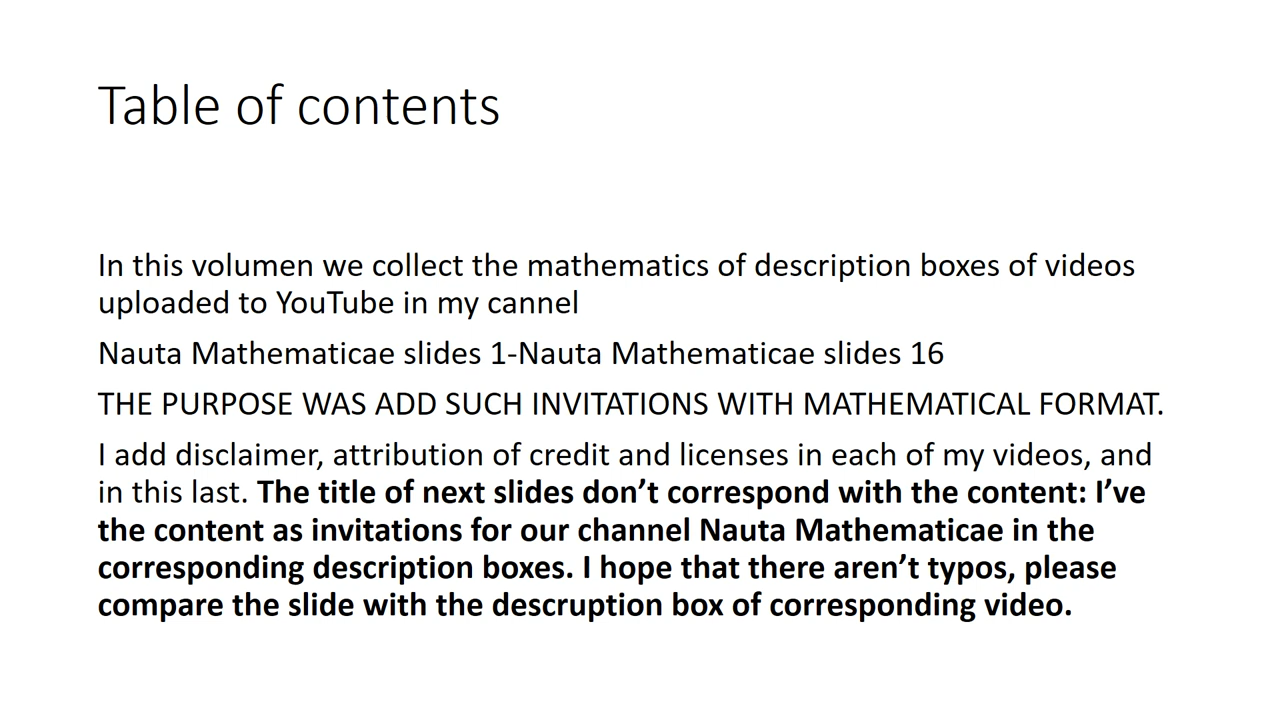 Table of contents
In this volumen we collect the mathematics of description boxes of videos
uploaded to YouTube in my cannel
Nauta Mathematicae slides 1-Nauta Mathematicae slides 16
THE PURPOSE WAS ADD SUCH INVITATIONS WITH MATHEMATICAL FORMAT.
I add disclaimer, attribution of credit and licenses in each of my videos, and
in this last. The title of next slides don’t correspond with the content: I’ve
the content as invitations for our channel Nauta Mathematicae in the
corresponding description boxes. I hope that there aren’t typos, please
compare the slide with the descruption box of corresponding video.